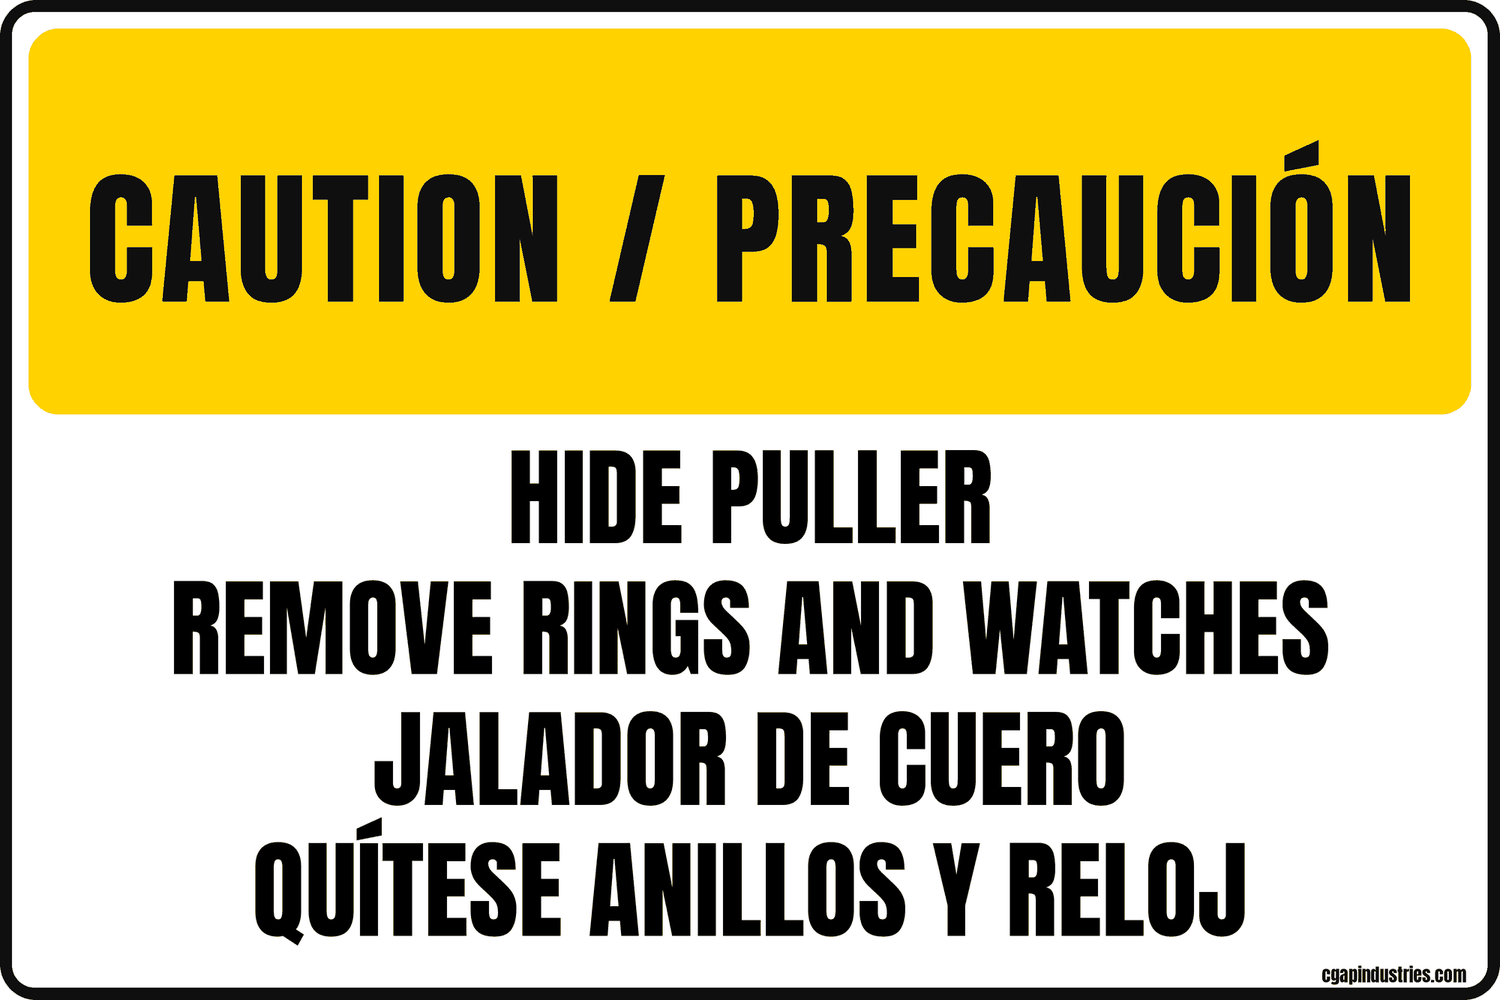 CAUTION / PRECAUCIÓN
HIDE PULLER
REMOVE RINGS AND WATCHES
JALADOR DE CUERO
QUÍTESE ANILLOS Y RELOJ
cgapindustries.com